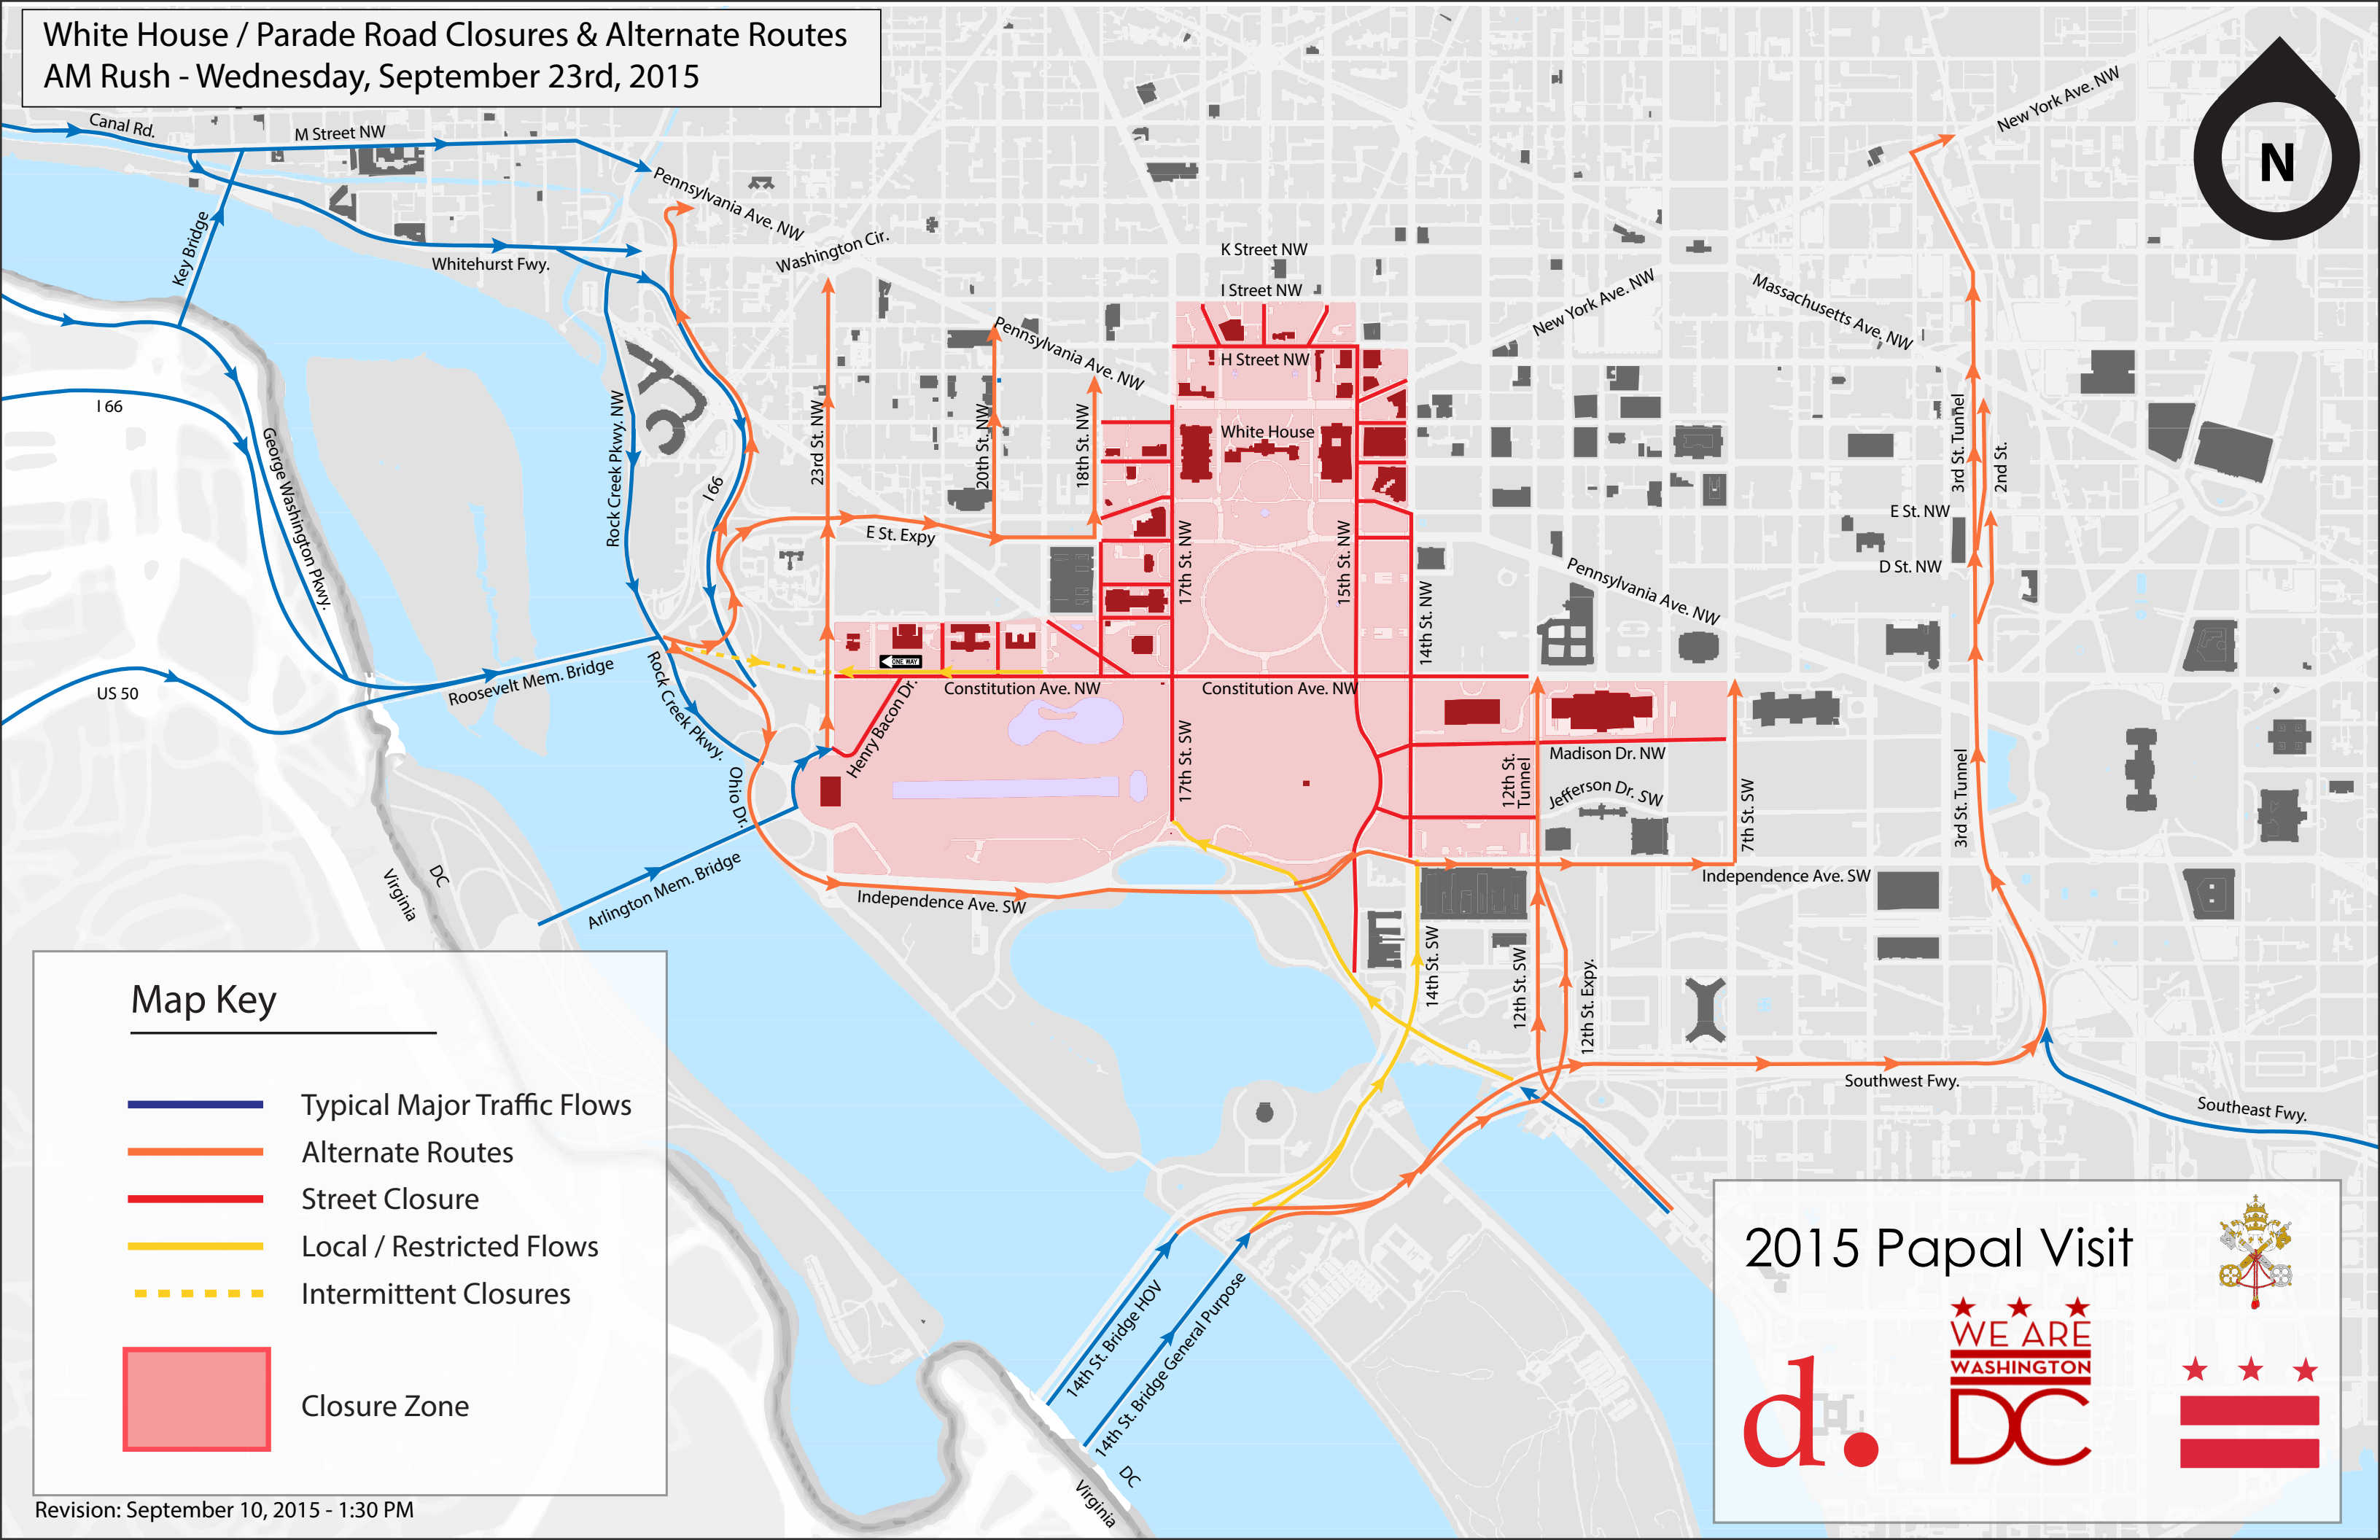 White House / Parade Road Closures & Alternate Routes
AM Rush - Wednesday, September 23rd, 2015
N
Canal Rd.
M Street NW
Key Bridge
Whitehurst Fwy.
Pennsylvania Ave. NW
Washington Cir.
K Street NW
I Street NW
H Street NW
New York Ave. NW
New York Ave. NW
Massachusetts Ave. NW
Pennsylvania Ave. NW
White House
I 66
George Washington Pkwy.
Rock Creek Pkwy. NW
I 66
23rd St. NW
20th St. NW
18th St. NW
E St. Expy
17th St. NW
15th St. NW
14th St. NW
Pennsylvania Ave. NW
3rd St. Tunnel
2nd St.
E St. NW
D St. NW
US 50
Roosevelt Mem. Bridge
Rock Creek Pkwy.
ONE WAY
Constitution Ave. NW
Constitution Ave. NW
Henry Bacon Dr.
Ohio Dr.
17th St. SW
12th St.
Tunnel
Madison Dr. NW
Jefferson Dr. SW
7th St. SW
3rd St. Tunnel
Arlington Mem. Bridge
Virginia
DC
Independence Ave. SW
Independence Ave. SW
14th St. SW
12th St. SW
12th St. Expy.
Southwest Fwy.
Southeast Fwy.
14th St. Bridge HOV
14th St. Bridge General Purpose
DC
Virginia
Map Key
Typical Major Traffic Flows
Alternate Routes
Street Closure
Local / Restricted Flows
Intermittent Closures
Closure Zone
Revision: September 10, 2015 - 1:30 PM
2015 Papal Visit
d.
WE ARE
WASHINGTON
DC